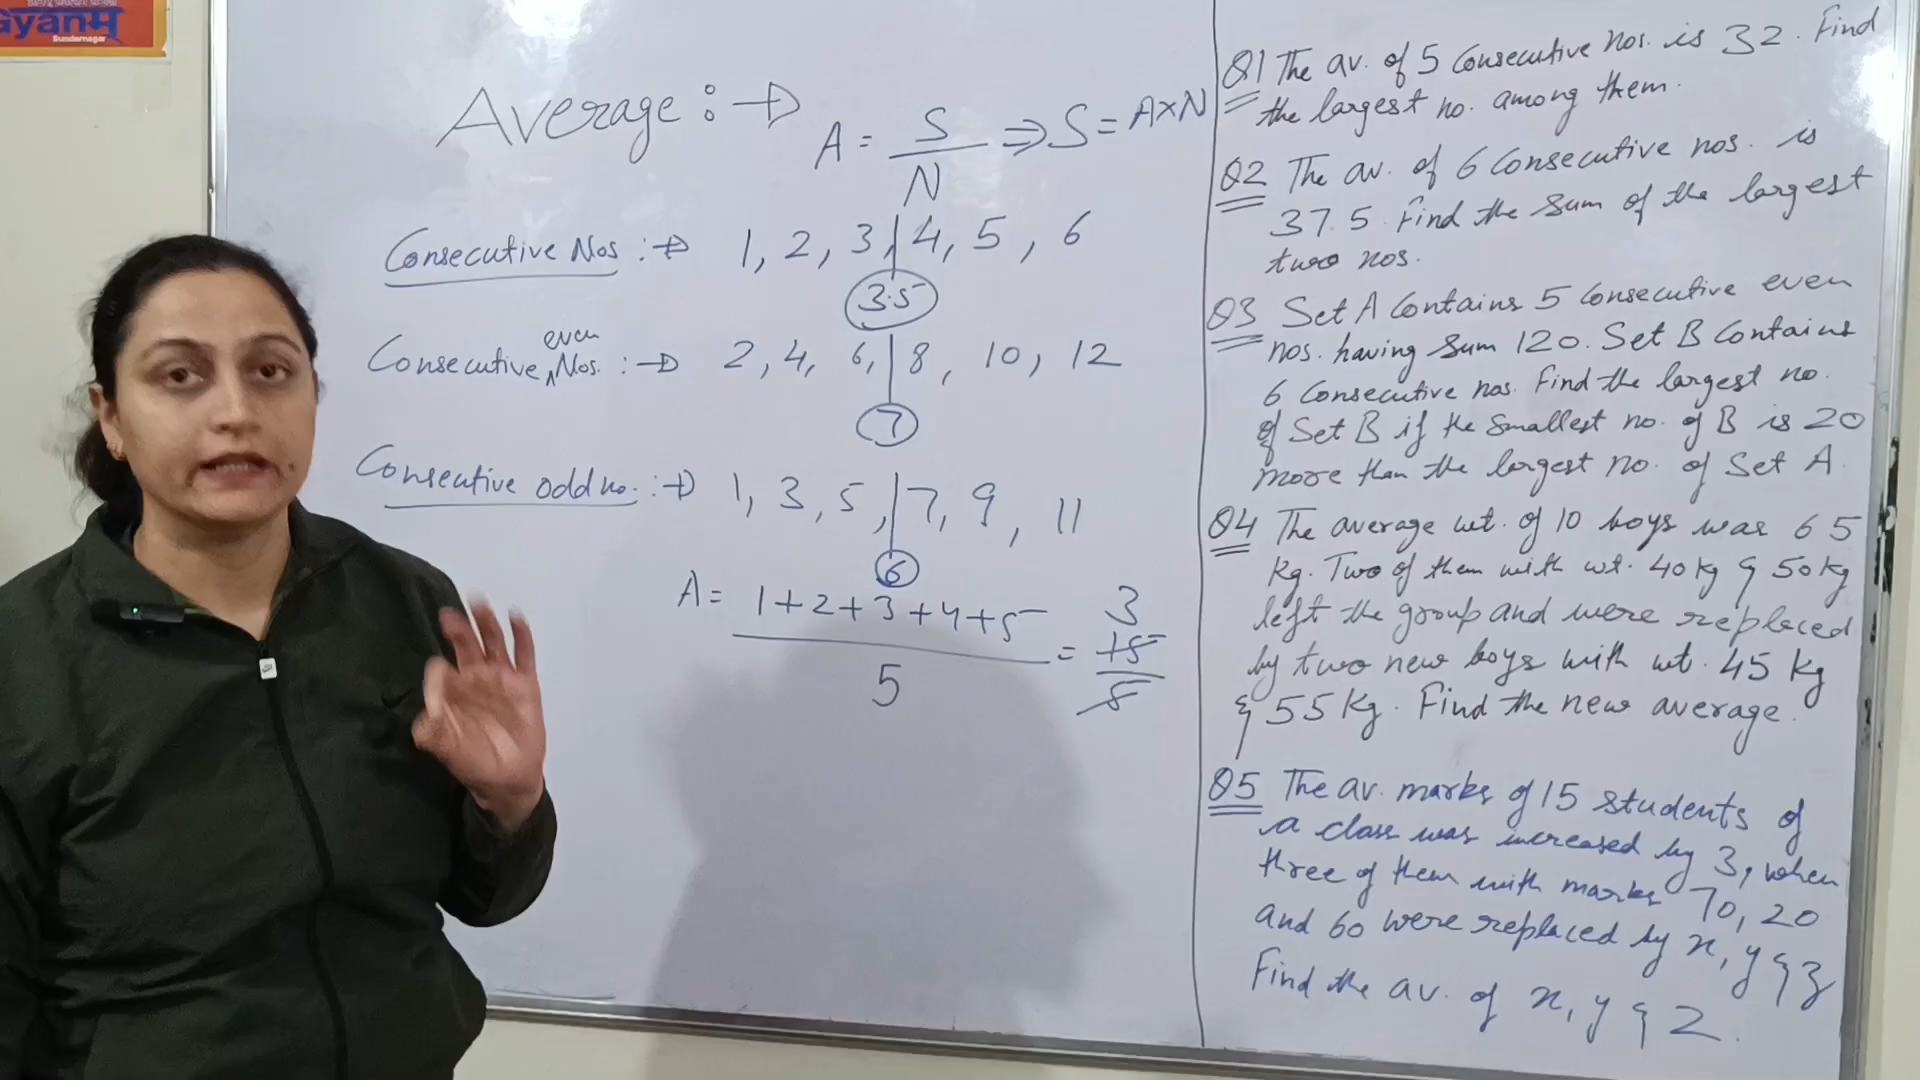 Gyanम
Sundernagar
Average :→
A = S/N ⇒ S = A×N
Consecutive Nos :→ 1, 2, 3, 4, 5, 6
3.5
even
Consecutive Nos. :→ 2, 4, 6, 8, 10, 12
7
Consecutive odd no. :→ 1, 3, 5, 7, 9, 11
6
A = 1+2+3+4+5 / 5 = 15 / 5
3
Q1 The av. of 5 Consecutive nos. is 32. Find
the largest no. among them.
Q2 The av. of 6 Consecutive nos. is
37.5. Find the sum of the largest
two nos.
Q3 Set A Contains 5 Consecutive even
nos. having sum 120. Set B Contains
6 Consecutive nos. Find the largest no.
of Set B if the smallest no. of B is 20
more than the largest no. of Set A.
Q4 The average wt. of 10 boys was 65
kg. Two of them with wt. 40 kg & 50 kg
left the group and were replaced
by two new boys with wt. 45 kg
& 55 kg. Find the new average.
Q5 The av. marks of 15 students of
a class was increased by 3, when
three of them with marks 70, 20
and 60 were replaced by x, y & z
Find the av. of x, y & z.